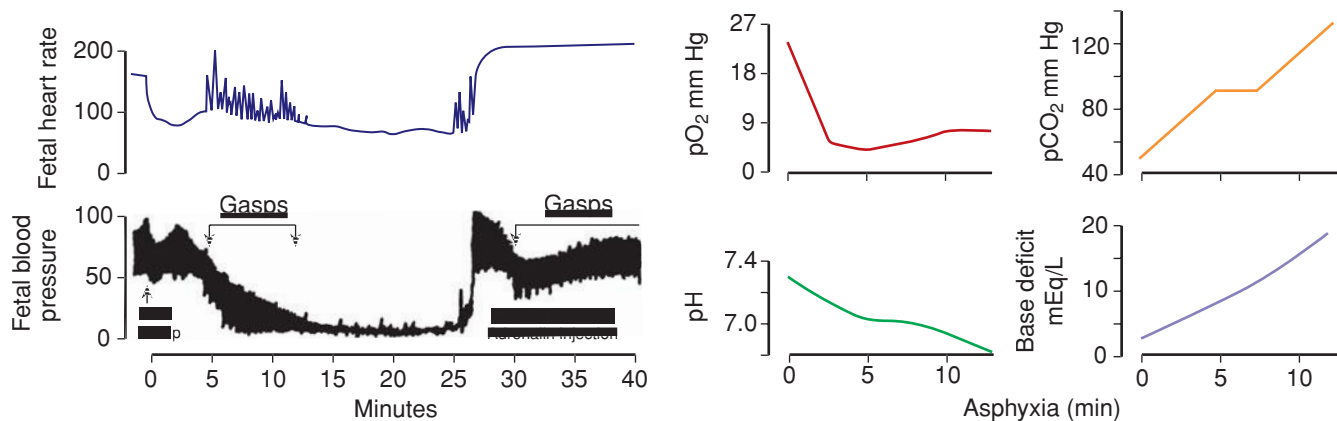 Fetal heart rate
200
100
0
Fetal blood
pressure
100
50
0
Gasps
Gasps
p
0
5
10
15
20
25
30
35
40
Minutes
pO2 mm Hg
27
18
9
0
pCO2 mm Hg
120
80
40
pH
7.4
7.0
0
5
10
Base deficit
mEq/L
20
10
0
0
5
10
Asphyxia (min)